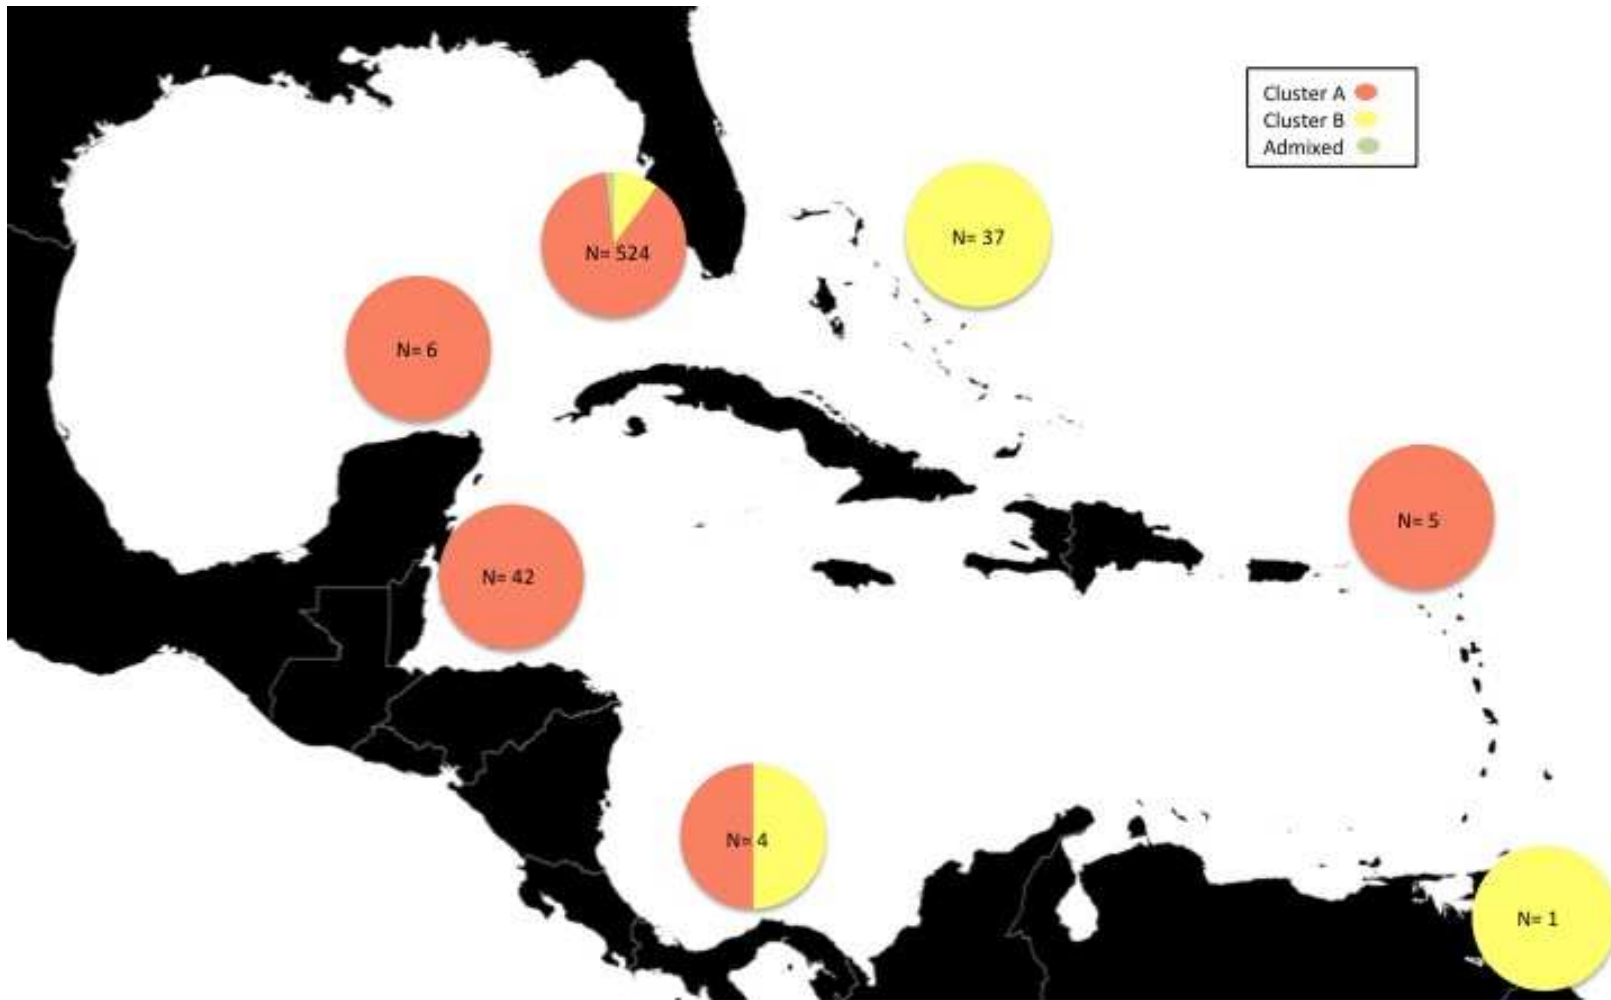 Cluster A
Cluster B
Admixed
N= 524
N= 37
N= 6
N= 5
N= 42
N= 4
N= 1